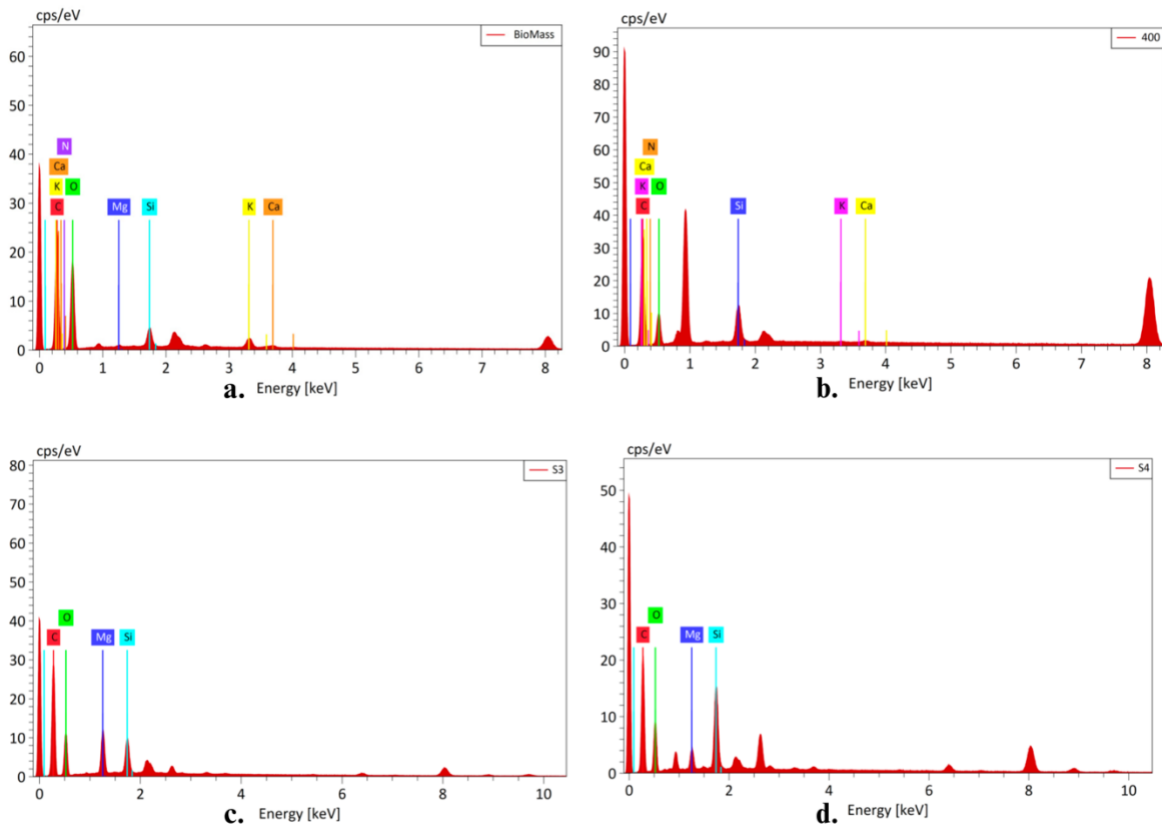 cps/eV
BioMass
60
50
40
30
20
10
0
N
Ca
K O
C
Mg Si K Ca
0 1 2 3 4 5 6 7 8
Energy [keV]
a.
cps/eV
400
90
80
70
60
50
40
30
20
10
0
N
Ca
K O
C
Si K Ca
0 1 2 3 4 5 6 7 8
Energy [keV]
b.
cps/eV
S3
80
70
60
50
40
30
20
10
0
O
C Mg Si
0 2 4 6 8 10
Energy [keV]
c.
cps/eV
S4
50
40
30
20
10
0
O
C Mg Si
0 2 4 6 8 10
Energy [keV]
d.